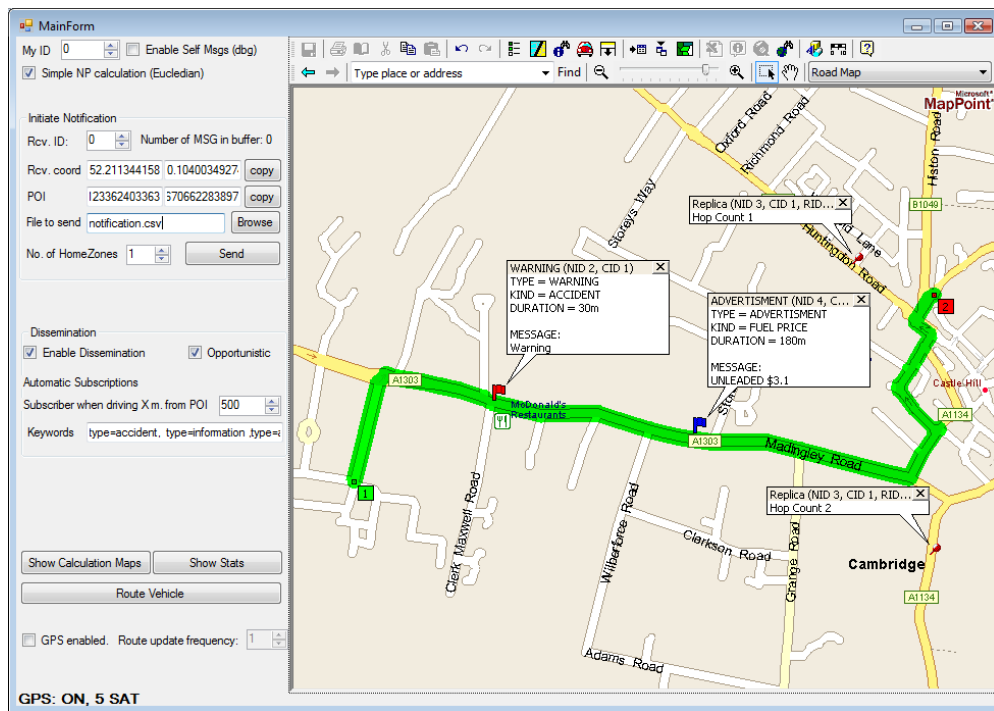 MainForm
My ID 0 Enable Self Msgs (dbg)
Simple NP calculation (Eucledian)
Initiate Notification
Rcv. ID: 0 Number of MSG in buffer: 0
Rcv. coord 52.211344158 0.1040034927 copy
POI 123362403363 670662283897 copy
File to send notification.csv Browse
No. of HomeZones 1 Send
Dissemination
Enable Dissemination Opportunistic
Automatic Subscriptions
Subscriber when driving X m. from POI 500
Keywords type=accident, type=information ,type=a
Show Calculation Maps Show Stats
Route Vehicle
GPS enabled. Route update frequency: 1
GPS: ON, 5 SAT
Type place or address Find Road Map
Microsoft®
MapPoint®
Oxford Road
Richmond Road
Histon Road
B1049
Storeys Way
Replica (NID 3, CID 1, RID...
Hop Count 1
Huntingdon Road
Lane
WARNING (NID 2, CID 1)
TYPE = WARNING
KIND = ACCIDENT
DURATION = 30m
MESSAGE:
Warning
ADVERTISMENT (NID 4, C...
TYPE = ADVERTISMENT
KIND = FUEL PRICE
DURATION = 180m
MESSAGE:
UNLEADED $3.1
2
A1303
McDonald's
Restaurants
Castle Hill
A1134
A1303
Madingley Road
1
Replica (NID 3, CID 1, RID...
Hop Count 2
Clerk Maxwell Road
Wilberforce Road
Clarkson Road
Grange Road
Cambridge
A1134
Adams Road